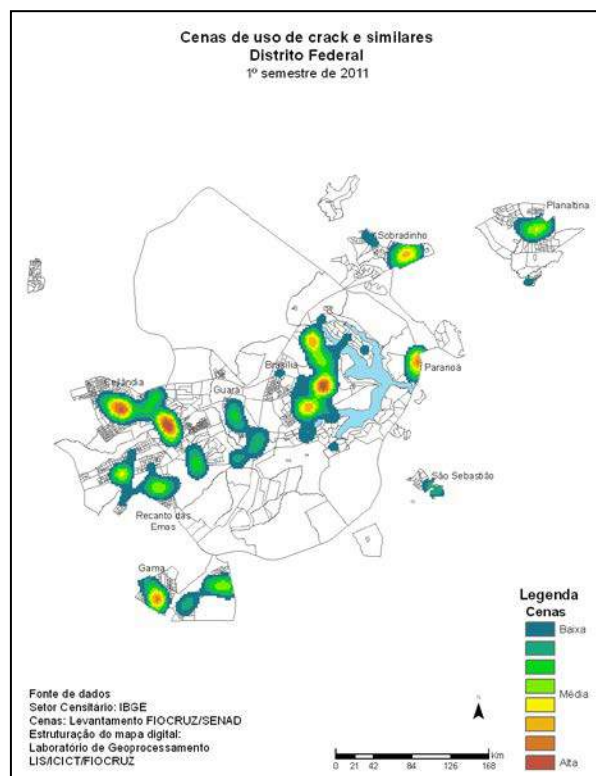 Cenas de uso de crack e similares
Distrito Federal
1º semestre de 2011
Planaltina
Sobradinho
Brasília
Paranoá
Ceilândia
Guará
São Sebastião
Recanto das
Emas
Gama
Legenda
Cenas
Baixa
Média
Alta
Fonte de dados
Setor Censitário: IBGE
Cenas: Levantamento FIOCRUZ/SENAD
Estruturação do mapa digital:
Laboratório de Geoprocessamento
LIS/ICICT/FIOCRUZ
N
Km
0 21 42 84 126 168